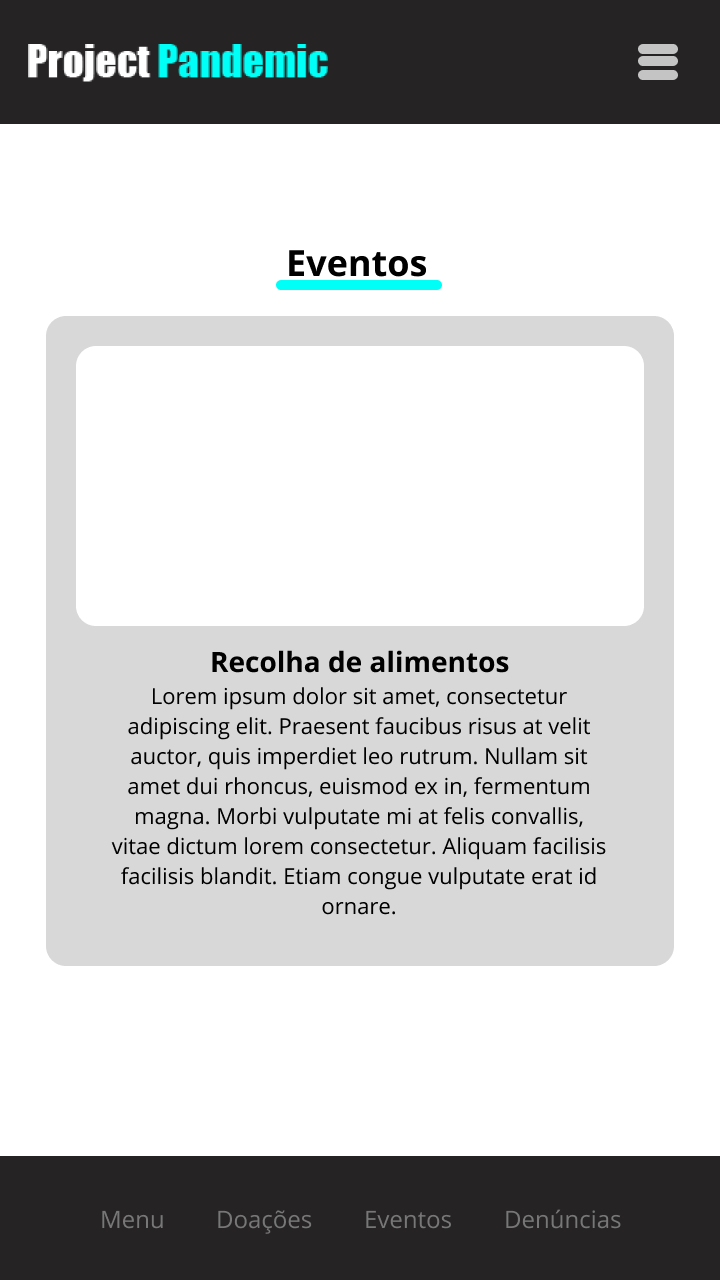 Project Pandemic
Eventos
Recolha de alimentos
Lorem ipsum dolor sit amet, consectetur
adipiscing elit. Praesent faucibus risus at velit
auctor, quis imperdiet leo rutrum. Nullam sit
amet dui rhoncus, euismod ex in, fermentum
magna. Morbi vulputate mi at felis convallis,
vitae dictum lorem consectetur. Aliquam facilisis
facilisis blandit. Etiam congue vulputate erat id
ornare.
Menu Doações Eventos Denúncias